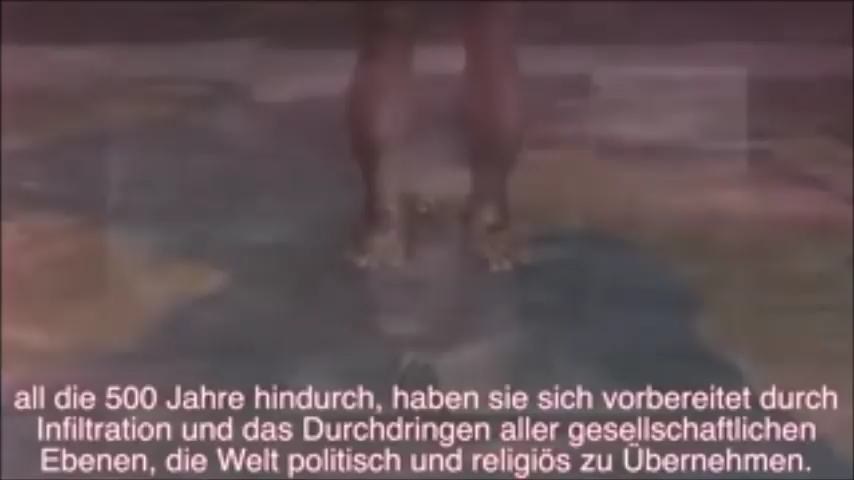 all die 500 Jahre hindurch, haben sie sich vorbereitet durch
Infiltration und das Durchdringen aller gesellschaftlichen
Ebenen, die Welt politisch und religiös zu Übernehmen.